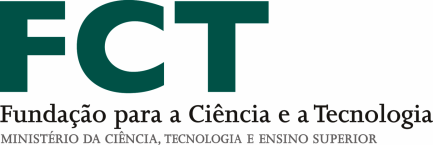 FCT
Fundação para a Ciência e a Tecnologia
MINISTÉRIO DA CIÊNCIA, TECNOLOGIA E ENSINO SUPERIOR